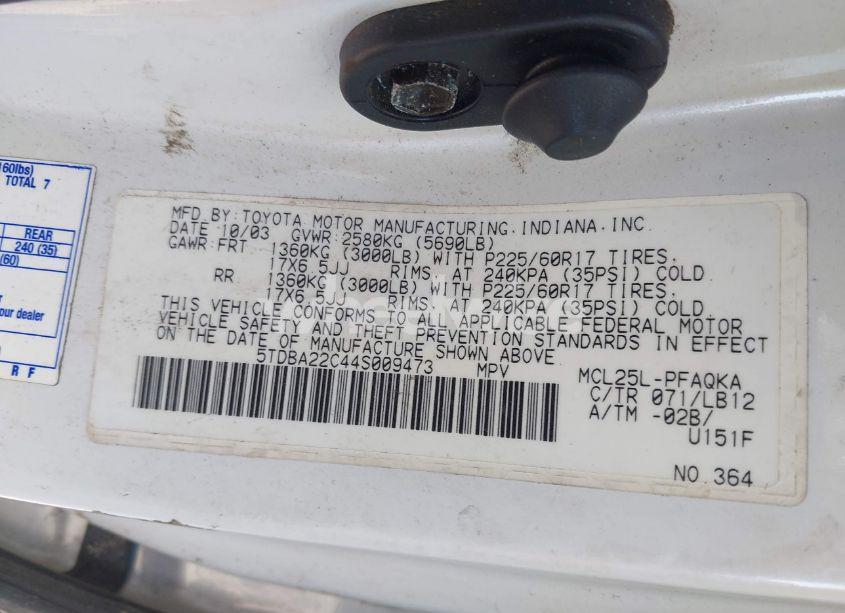 160lbs)
TOTAL 7
REAR
240 (35)
(60)
our dealer
R F
MFD BY: TOYOTA MOTOR MANUFACTURING, INDIANA, INC.
DATE 10/03 GVWR: 2580KG (5690LB)
GAWR: FRT 1360KG (3000LB) WITH P225/60R17 TIRES,
17X6.5JJ RIMS, AT 240KPA (35PSI) COLD
RR 1360KG (3000LB) WITH P225/60R17 TIRES,
17X6.5JJ RIMS, AT 240KPA (35PSI) COLD
THIS VEHICLE CONFORMS TO ALL APPLICABLE FEDERAL MOTOR
VEHICLE SAFETY AND THEFT PREVENTION STANDARDS IN EFFECT
ON THE DATE OF MANUFACTURE SHOWN ABOVE.
5TDBA22C44S009473 MPV
MCL25L-PFAQKA
C/TR 071/LB12
A/TM -02B/
U151F
NO.364